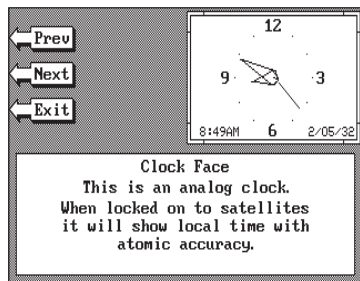 Prev
Next
Exit
12
9
3
6
8:49AM
2/05/32
Clock Face
This is an analog clock.
When locked on to satellites
it will show local time with
atomic accuracy.